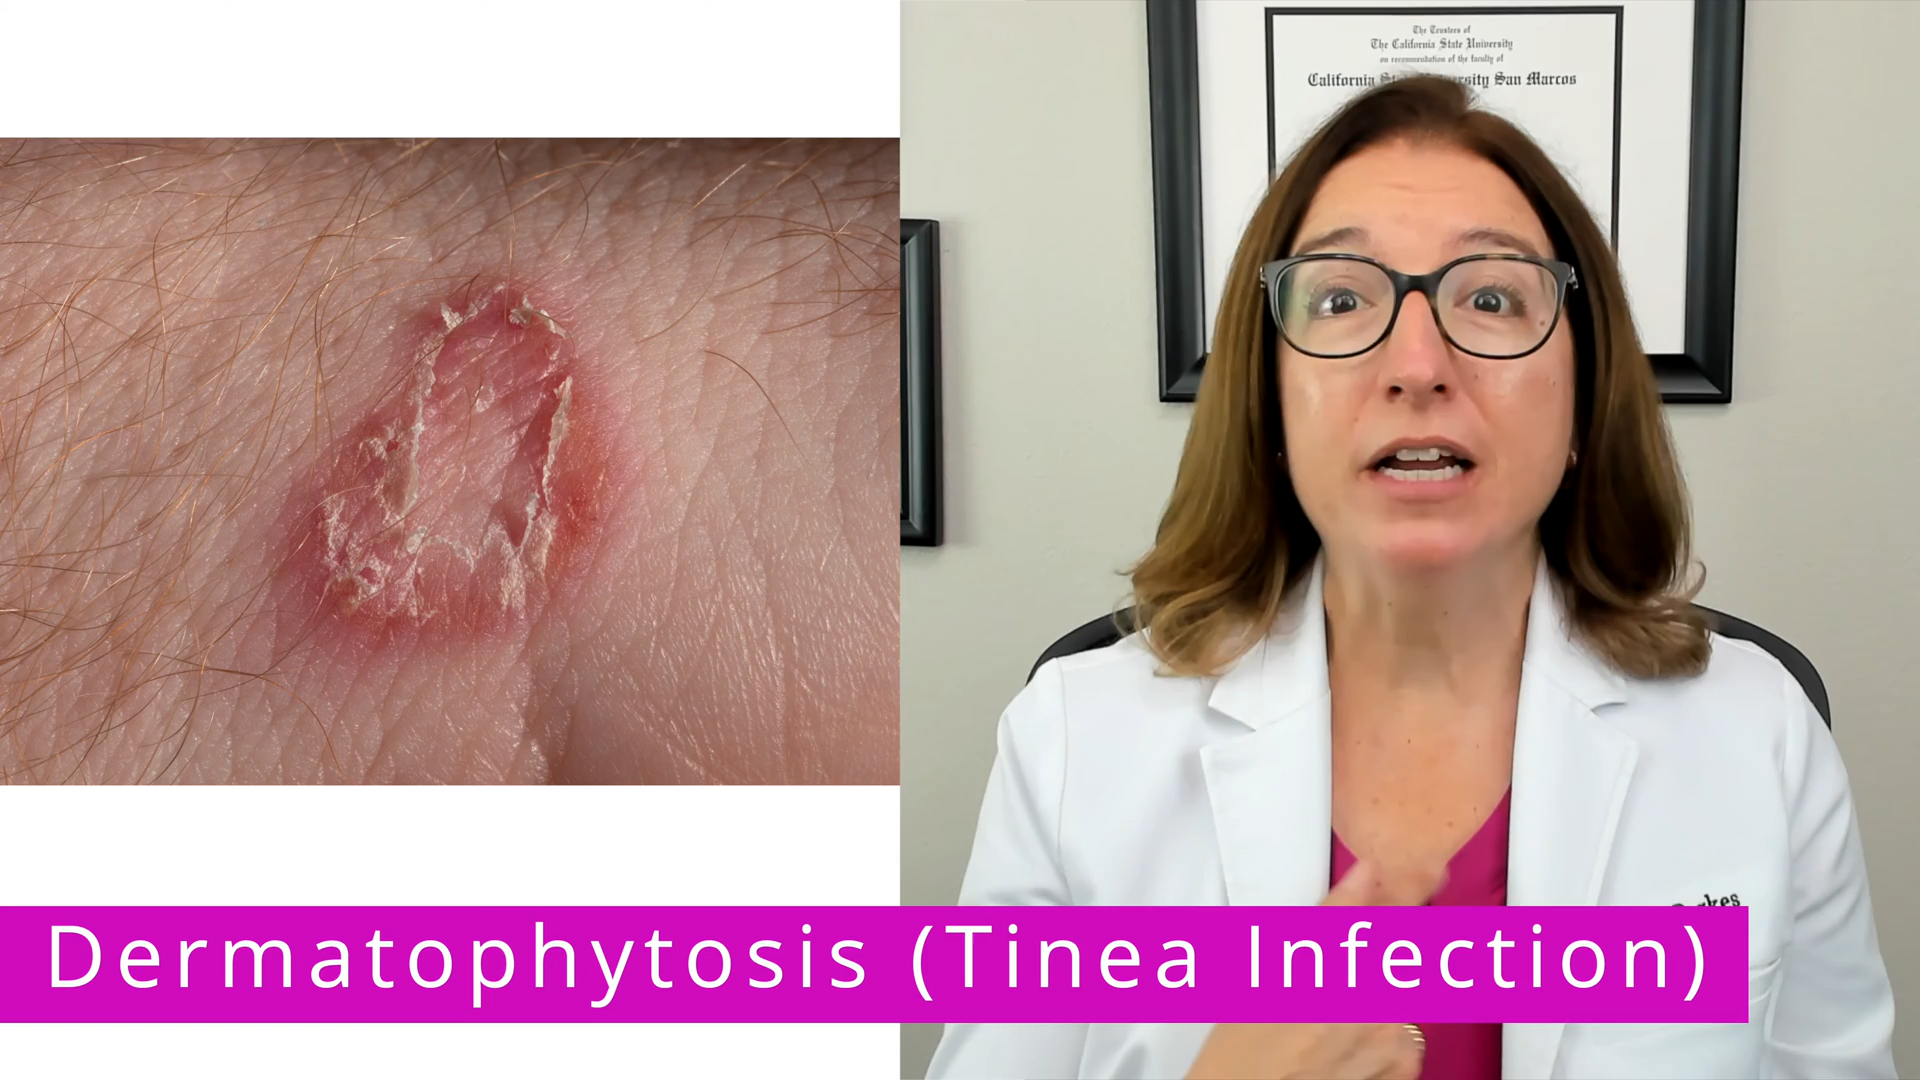 The Trustees of
The California State University
on recommendation of the faculty of
California University San Marcos
Dermatophytosis (Tinea Infection)